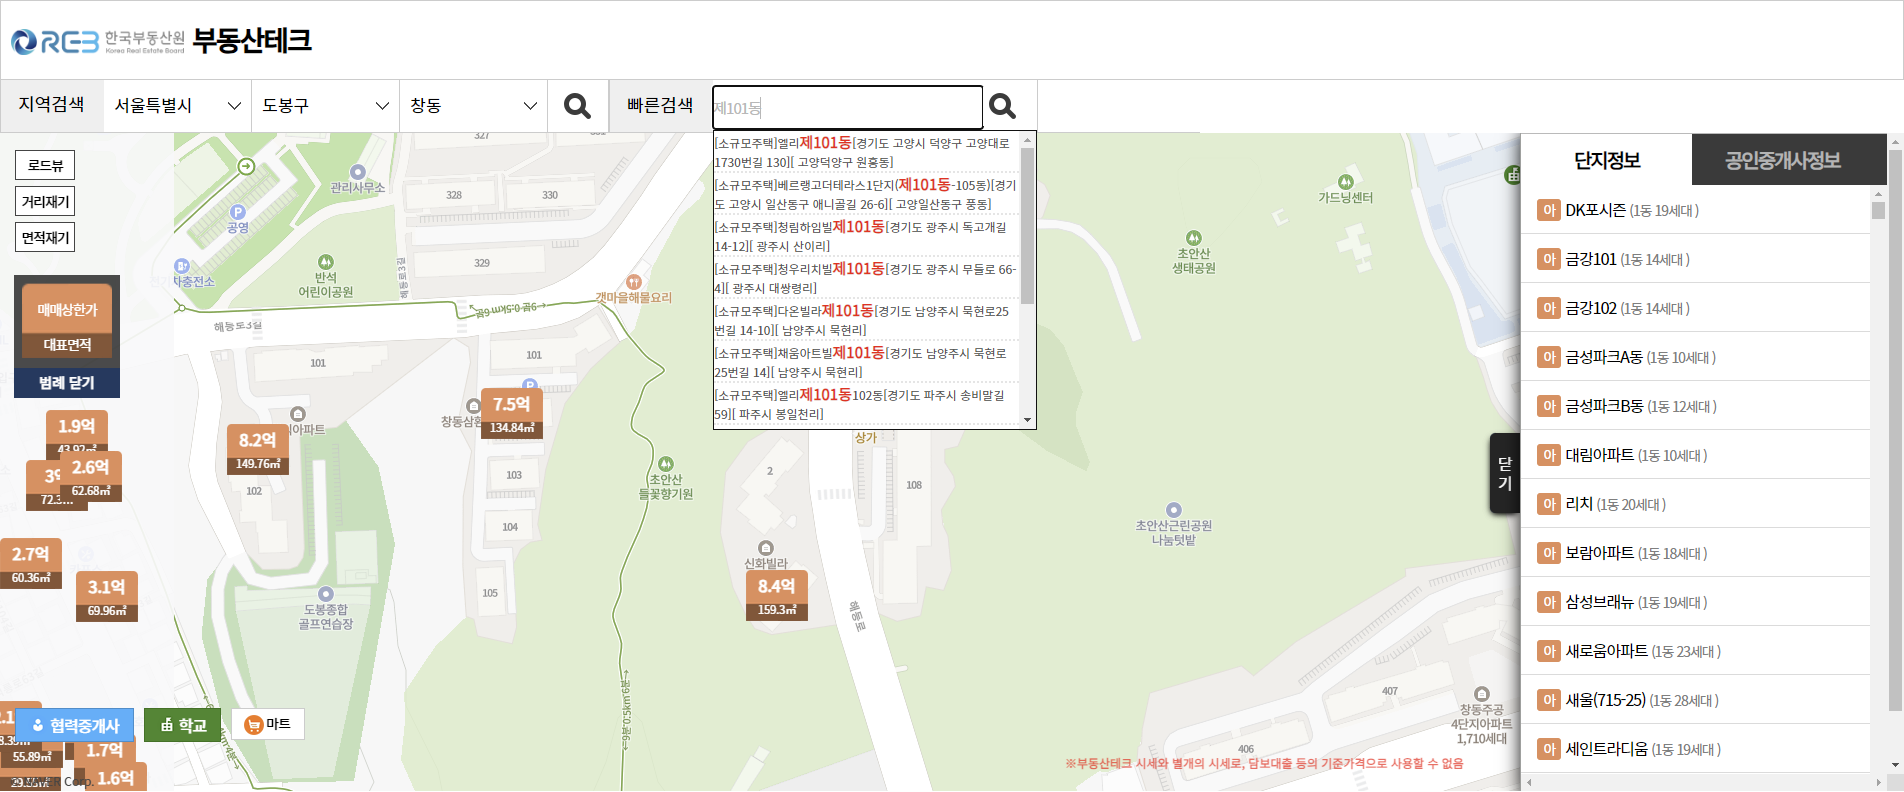 REB 한국부동산원 부동산테크
Korea Real Estate Board
지역검색 서울특별시 도봉구 창동 빠른검색 제101동
[소규모주택]엘리제101동[경기도 고양시 덕양구 고양대로
1730번길 130][ 고양덕양구 원흥동]
[소규모주택]베르랭고더테라스1단지(제101동-105동)[경기
도 고양시 일산동구 애니골길 26-6][ 고양일산동구 풍동]
[소규모주택]청림하임빌제101동[경기도 광주시 독고개길
14-12][ 광주시 산이리]
[소규모주택]청우리치빌제101동[경기도 광주시 무들로 66-
4][ 광주시 대쌍령리]
[소규모주택]다온빌라제101동[경기도 남양주시 묵현로25
번길 14-10][ 남양주시 묵현리]
[소규모주택]채움아트빌제101동[경기도 남양주시 묵현로
25번길 14][ 남양주시 묵현리]
[소규모주택]엘리제101동102동[경기도 파주시 송비말길
59][ 파주시 봉일천리]
로드뷰
거리재기
면적재기
매매상한가
대표면적
범례 닫기
327
관리사무소
328
330
329
P
공영
차충전소
반석
어린이공원
해등로3길
해등로3길
갯마을해물요리
9분 0.5km 6분
101
101
P
창동삼환
아파트
7.5억
134.84㎡
8.2억
149.76㎡
1.9억
43.92㎡
2.6억
62.68㎡
72.3...
102
103
104
105
2.7억
60.36㎡
3.1억
69.96㎡
도봉종합
골프연습장
초안산
들꽃향기원
상가
2
108
신화빌라
8.4억
159.3㎡
해등로
9분 0.5km 6분
가드닝센터
초안산
생태공원
초안산근린공원
나눔텃밭
407
406
창동주공
4단지아파트
1,710세대
협력중개사
학교
마트
55.89㎡
1.7억
1.6억
Corp.
※부동산테크 시세와 별개의 시세로, 담보대출 등의 기준가격으로 사용할 수 없음
닫
기
단지정보 공인중개사정보
아 DK포시즌 (1동 19세대 )
아 금강101 (1동 14세대 )
아 금강102 (1동 14세대 )
아 금성파크A동 (1동 10세대 )
아 금성파크B동 (1동 12세대 )
아 대림아파트 (1동 10세대 )
아 리치 (1동 20세대 )
아 보람아파트 (1동 18세대 )
아 삼성브래뉴 (1동 19세대 )
아 새로움아파트 (1동 23세대 )
아 새울(715-25) (1동 28세대 )
아 세인트라디움 (1동 19세대 )